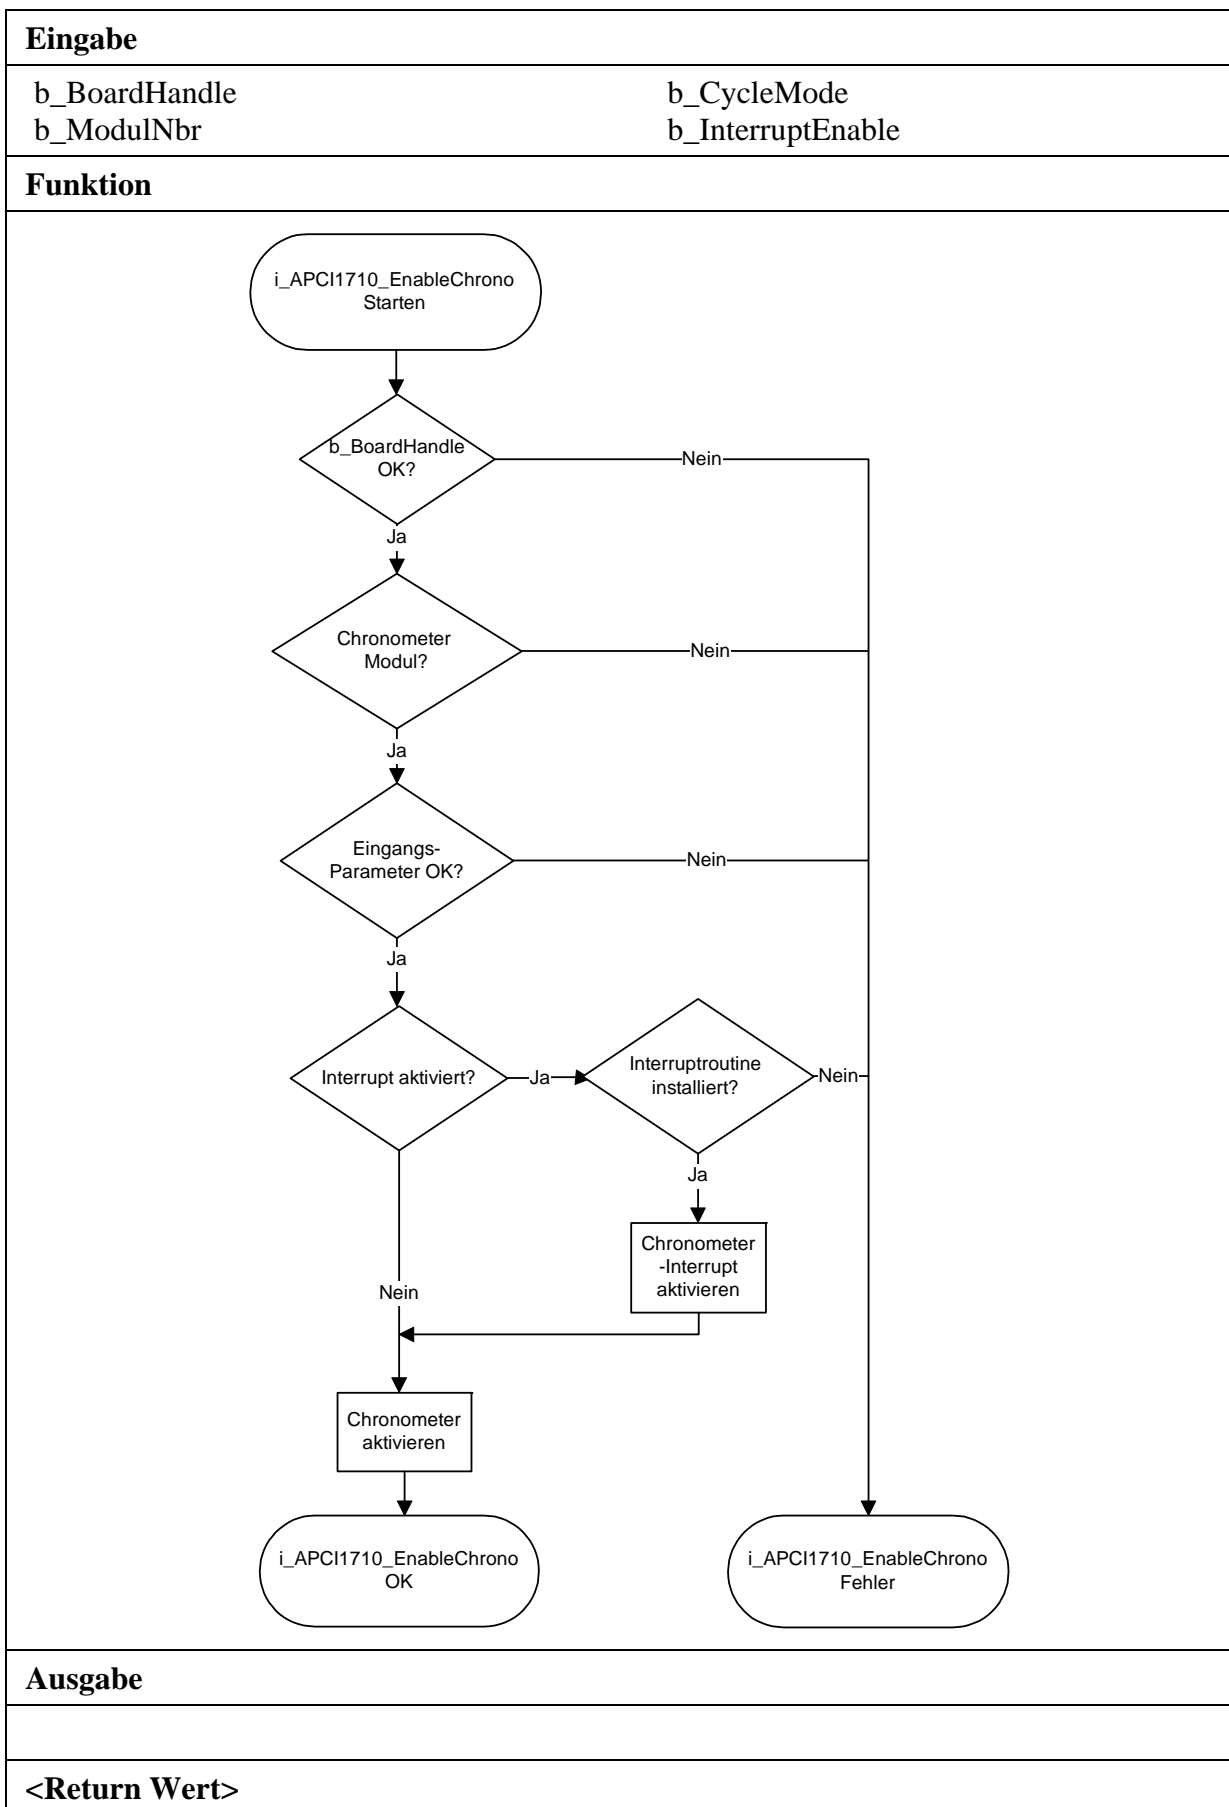 Eingabe
b_BoardHandle b_CycleMode
b_ModulNbr b_InterruptEnable
Funktion
i_APCI1710_EnableChrono
Starten
b_BoardHandle
OK?
Nein
Ja
Chronometer
Modul?
Nein
Ja
Eingangs-
Parameter OK?
Nein
Ja
Interrupt aktiviert?
Ja
Interruptroutine
installiert?
Nein
Ja
Chronometer
-Interrupt
aktivieren
Nein
Chronometer
aktivieren
i_APCI1710_EnableChrono
OK
i_APCI1710_EnableChrono
Fehler
Ausgabe
<Return Wert>